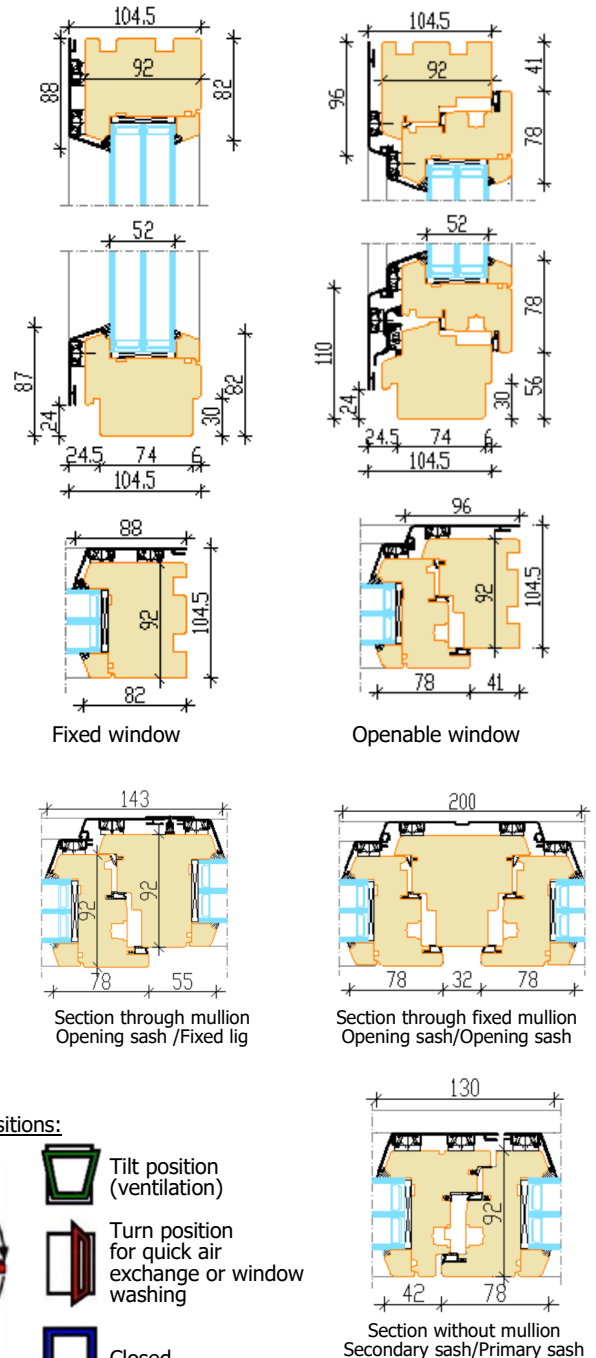 104.5
92
88
82
104.5
92
96
41
78
52
87
24
82
30
24.5 74 6
104.5
52
110
24
78
56
30
24.5 74 6
104.5
88
92
104.5
82
Fixed window
96
92
104.5
78 41
Openable window
143
92
92
78 55
Section through mullion
Opening sash /Fixed lig
200
78 32 78
Section through fixed mullion
Opening sash/Opening sash
sitions:
Tilt position
(ventilation)
Turn position
for quick air
exchange or window
washing
Closed
130
92
42 78
Section without mullion
Secondary sash/Primary sash